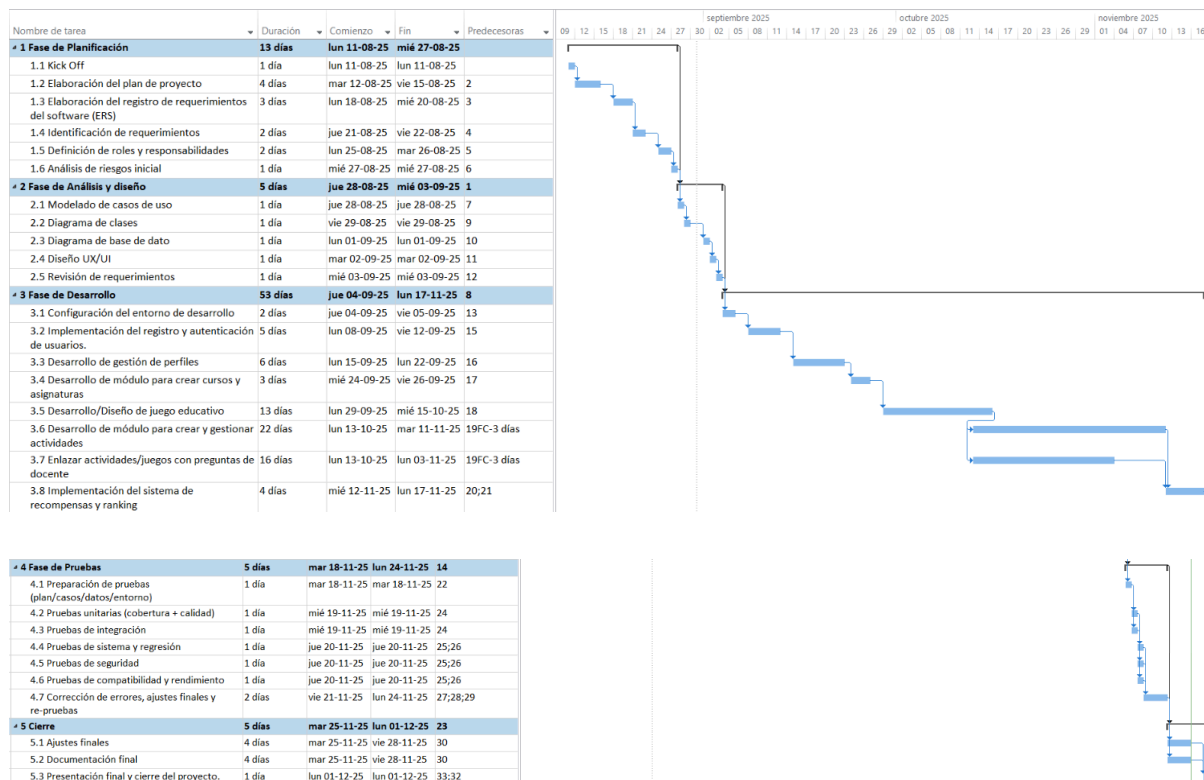 septiembre 2025 octubre 2025 noviembre 2025
Nombre de tarea Duración Comienzo Fin Predecesoras 09 12 15 18 21 24 27 30 02 05 08 11 14 17 20 23 26 29 02 05 08 11 14 17 20 23 26 29 01 04 07 10 13 16
1 Fase de Planificación 13 días lun 11-08-25 mié 27-08-25
1.1 Kick Off 1 día lun 11-08-25 lun 11-08-25
1.2 Elaboración del plan de proyecto 4 días mar 12-08-25 vie 15-08-25 2
1.3 Elaboración del registro de requerimientos 3 días lun 18-08-25 mié 20-08-25 3
del software (ERS)
1.4 Identificación de requerimientos 2 días jue 21-08-25 vie 22-08-25 4
1.5 Definición de roles y responsabilidades 2 días lun 25-08-25 mar 26-08-25 5
1.6 Análisis de riesgos inicial 1 día mié 27-08-25 mié 27-08-25 6
2 Fase de Análisis y diseño 5 días jue 28-08-25 mié 03-09-25 1
2.1 Modelado de casos de uso 1 día jue 28-08-25 jue 28-08-25 7
2.2 Diagrama de clases 1 día vie 29-08-25 vie 29-08-25 9
2.3 Diagrama de base de dato 1 día lun 01-09-25 lun 01-09-25 10
2.4 Diseño UX/UI 1 día mar 02-09-25 mar 02-09-25 11
2.5 Revisión de requerimientos 1 día mié 03-09-25 mié 03-09-25 12
3 Fase de Desarrollo 53 días jue 04-09-25 lun 17-11-25 8
3.1 Configuración del entorno de desarrollo 2 días jue 04-09-25 vie 05-09-25 13
3.2 Implementación del registro y autenticación 5 días lun 08-09-25 vie 12-09-25 15
de usuarios.
3.3 Desarrollo de gestión de perfiles 6 días lun 15-09-25 lun 22-09-25 16
3.4 Desarrollo de módulo para crear cursos y 3 días mié 24-09-25 vie 26-09-25 17
asignaturas
3.5 Desarrollo/Diseño de juego educativo 13 días lun 29-09-25 mié 15-10-25 18
3.6 Desarrollo de módulo para crear y gestionar 22 días lun 13-10-25 mar 11-11-25 19FC-3 días
actividades
3.7 Enlazar actividades/juegos con preguntas de 16 días lun 13-10-25 lun 03-11-25 19FC-3 días
docente
3.8 Implementación del sistema de 4 días mié 12-11-25 lun 17-11-25 20;21
recompensas y ranking
4 Fase de Pruebas 5 días mar 18-11-25 lun 24-11-25 14
4.1 Preparación de pruebas 1 día mar 18-11-25 mar 18-11-25 22
(plan/casos/datos/entorno)
4.2 Pruebas unitarias (cobertura + calidad) 1 día mié 19-11-25 mié 19-11-25 24
4.3 Pruebas de integración 1 día mié 19-11-25 mié 19-11-25 24
4.4 Pruebas de sistema y regresión 1 día jue 20-11-25 jue 20-11-25 25;26
4.5 Pruebas de seguridad 1 día jue 20-11-25 jue 20-11-25 25;26
4.6 Pruebas de compatibilidad y rendimiento 1 día jue 20-11-25 jue 20-11-25 25;26
4.7 Corrección de errores, ajustes finales y 2 días vie 21-11-25 lun 24-11-25 27;28;29
re-pruebas
5 Cierre 5 días mar 25-11-25 lun 01-12-25 23
5.1 Ajustes finales 4 días mar 25-11-25 vie 28-11-25 30
5.2 Documentación final 4 días mar 25-11-25 vie 28-11-25 30
5.3 Presentación final y cierre del proyecto. 1 día lun 01-12-25 lun 01-12-25 33;32